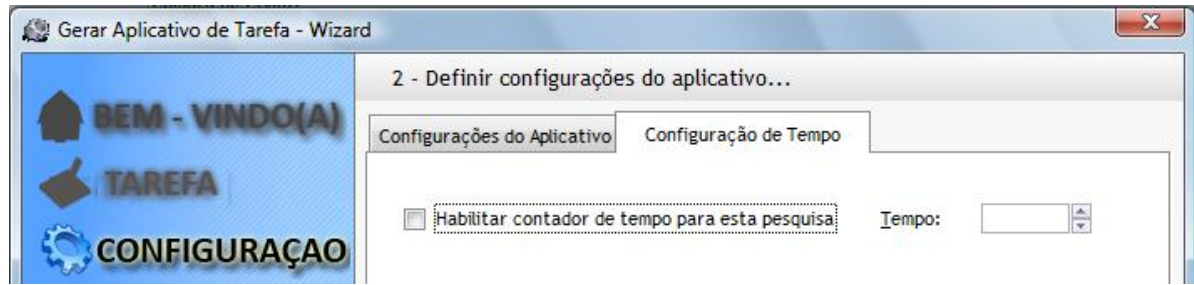 Gerar Aplicativo de Tarefa - Wizard
BEM - VINDO(A)
TAREFA
CONFIGURAÇAO
2 - Definir configurações do aplicativo...
Configurações do Aplicativo
Configuração de Tempo
Habilitar contador de tempo para esta pesquisa
Tempo: